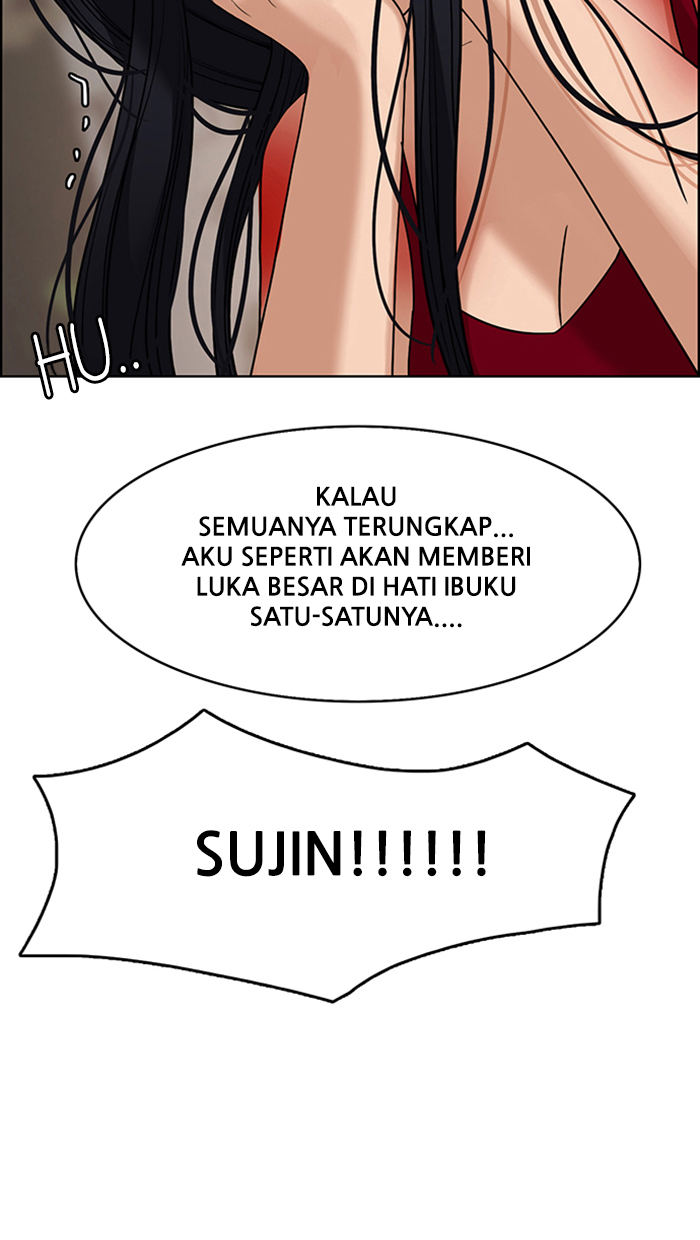 HU..
KALAU
SEMUANYA TERUNGKAP...
AKU SEPERTI AKAN MEMBERI
LUKA BESAR DI HATI IBUKU
SATU-SATUNYA....
SUJIN!!!!!!